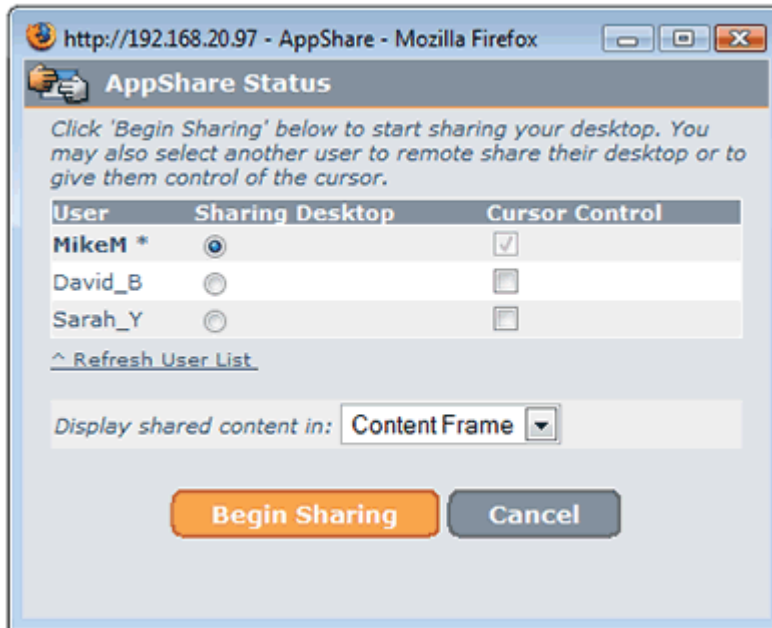 http://192.168.20.97 - AppShare - Mozilla Firefox
AppShare Status
Click 'Begin Sharing' below to start sharing your desktop. You
may also select another user to remote share their desktop or to
give them control of the cursor.
User Sharing Desktop Cursor Control
MikeM *
David_B
Sarah_Y
^ Refresh User List
Display shared content in: Content Frame
Begin Sharing Cancel